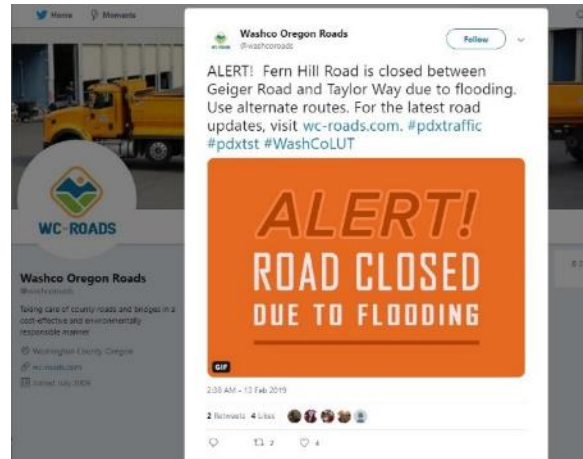 Home Moments
Washco Oregon Roads
@washcoroads
Follow
ALERT! Fern Hill Road is closed between
Geiger Road and Taylor Way due to flooding.
Use alternate routes. For the latest road
updates, visit wc-roads.com. #pdxtraffic
#pdxtst #WashCoLUT
ALERT!
ROAD CLOSED
DUE TO FLOODING
GIF
2:38 AM - 13 Feb 2019
2 Retweets 4 Likes
2 4
WC-ROADS
Washco Oregon Roads
@washcoroads
Taking care of county roads and bridges in a
cost-effective and environmentally
responsible manner
Washington County Oregon
wc-roads.com
Joined July 2009